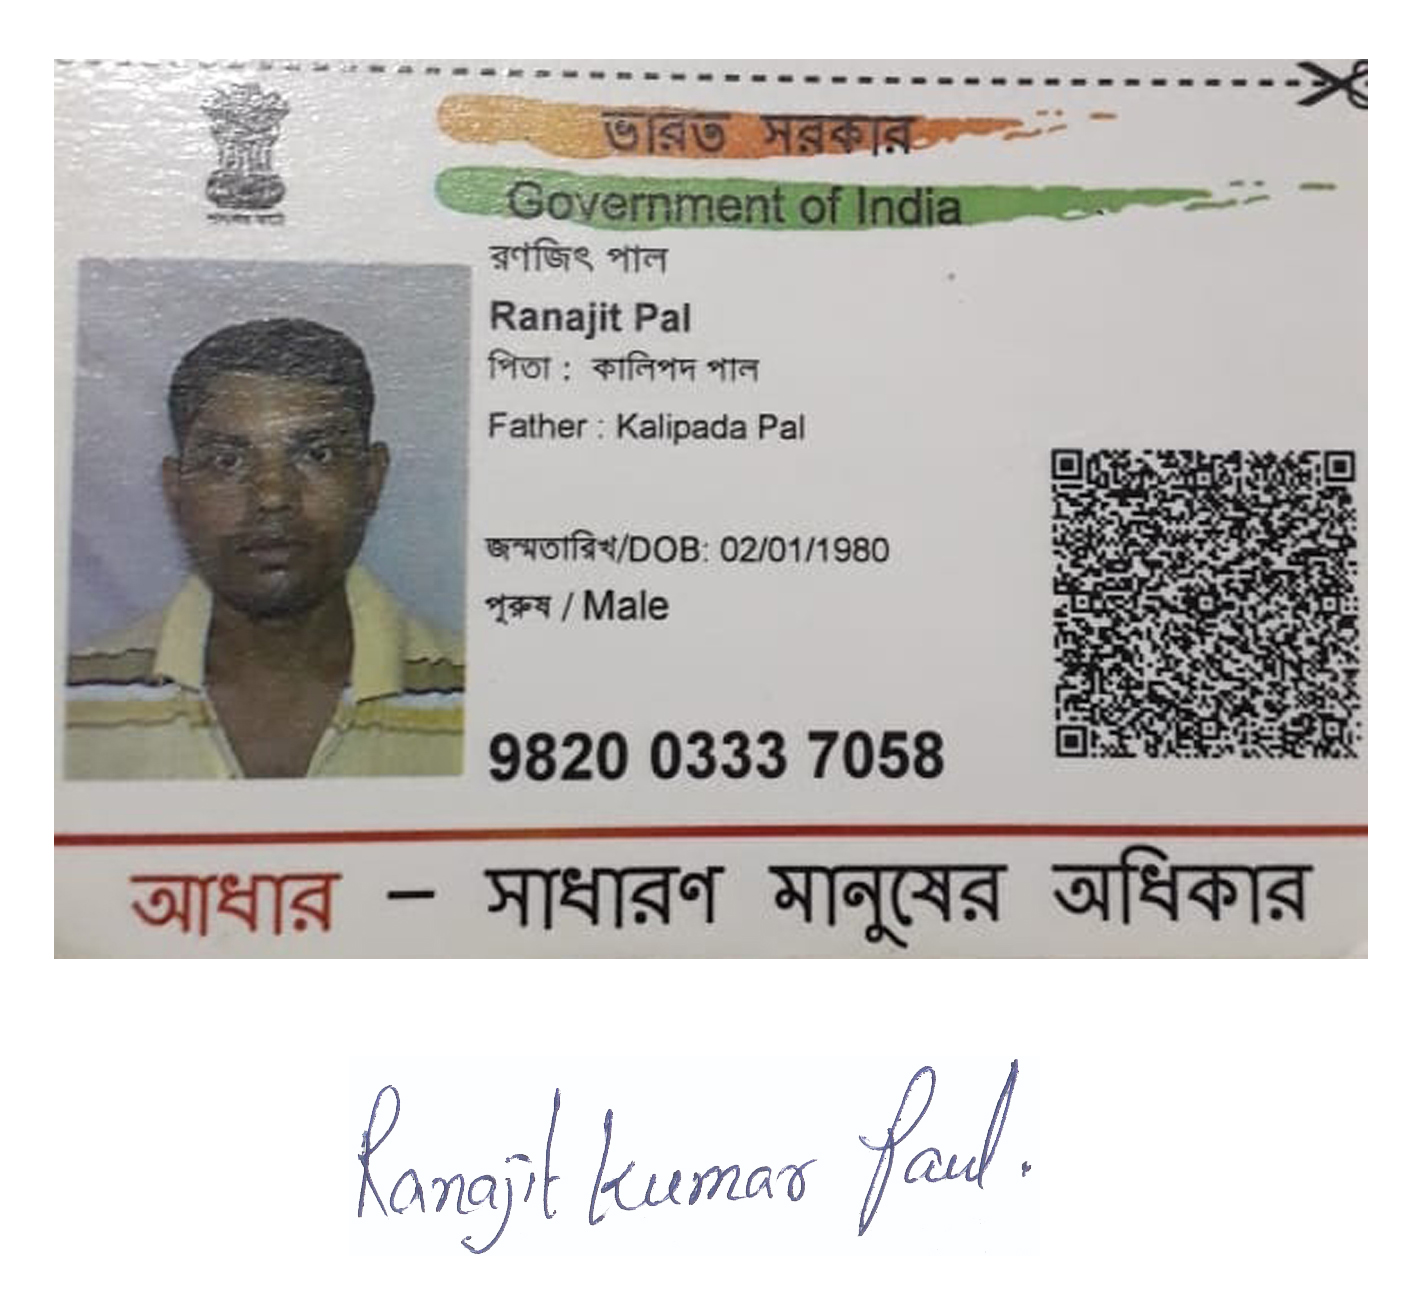 ভারত সরকার
Government of India
রণজিৎ পাল
Ranajit Pal
পিতা : কালিপদ পাল
Father : Kalipada Pal
জন্মতারিখ/DOB: 02/01/1980
পুরুষ / Male
9820 0333 7058
আধার – সাধারণ মানুষের অধিকার
Ranajit Kumar Paul.